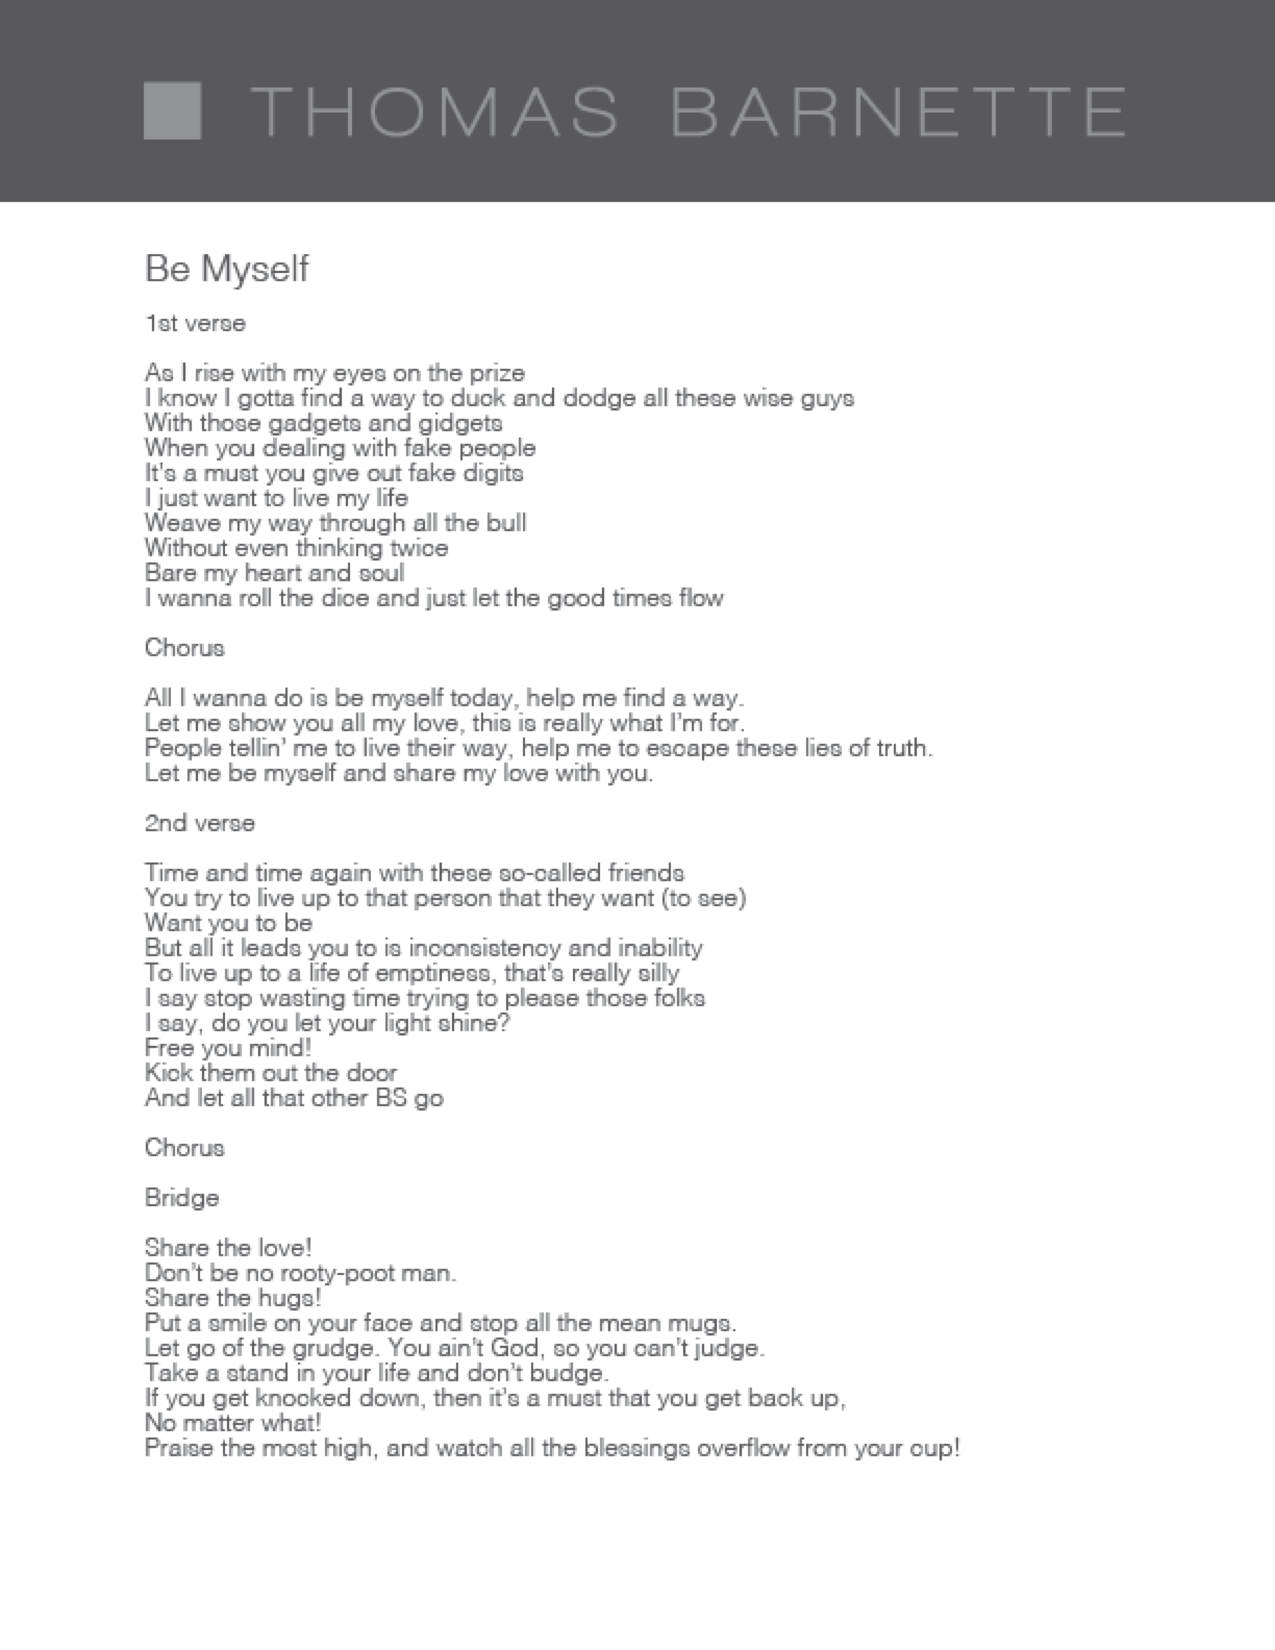 THOMAS BARNETTE
Be Myself
1st verse
As I rise with my eyes on the prize
I know I gotta find a way to duck and dodge all these wise guys
With those gadgets and gidgets
When you dealing with fake people
It's a must you give out fake digits
I just want to live my life
Weave my way through all the bull
Without even thinking twice
Bare my heart and soul
I wanna roll the dice and just let the good times flow
Chorus
All I wanna do is be myself today, help me find a way.
Let me show you all my love, this is really what I'm for.
People tellin' me to live their way, help me to escape these lies of truth.
Let me be myself and share my love with you.
2nd verse
Time and time again with these so-called friends
You try to live up to that person that they want (to see)
Want you to be
But all it leads you to is inconsistency and inability
To live up to a life of emptiness, that's really silly
I say stop wasting time trying to please those folks
I say, do you let your light shine?
Free you mind!
Kick them out the door
And let all that other BS go
Chorus
Bridge
Share the love!
Don't be no rooty-poot man.
Share the hugs!
Put a smile on your face and stop all the mean mugs.
Let go of the grudge. You ain't God, so you can't judge.
Take a stand in your life and don't budge.
If you get knocked down, then it's a must that you get back up,
No matter what!
Praise the most high, and watch all the blessings overflow from your cup!